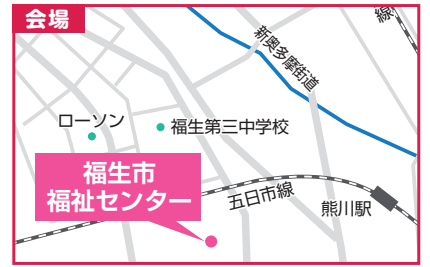 会場
線
新奥多摩街道
ローソン
福生第三中学校
福生市
福祉センター
五日市線
熊川駅